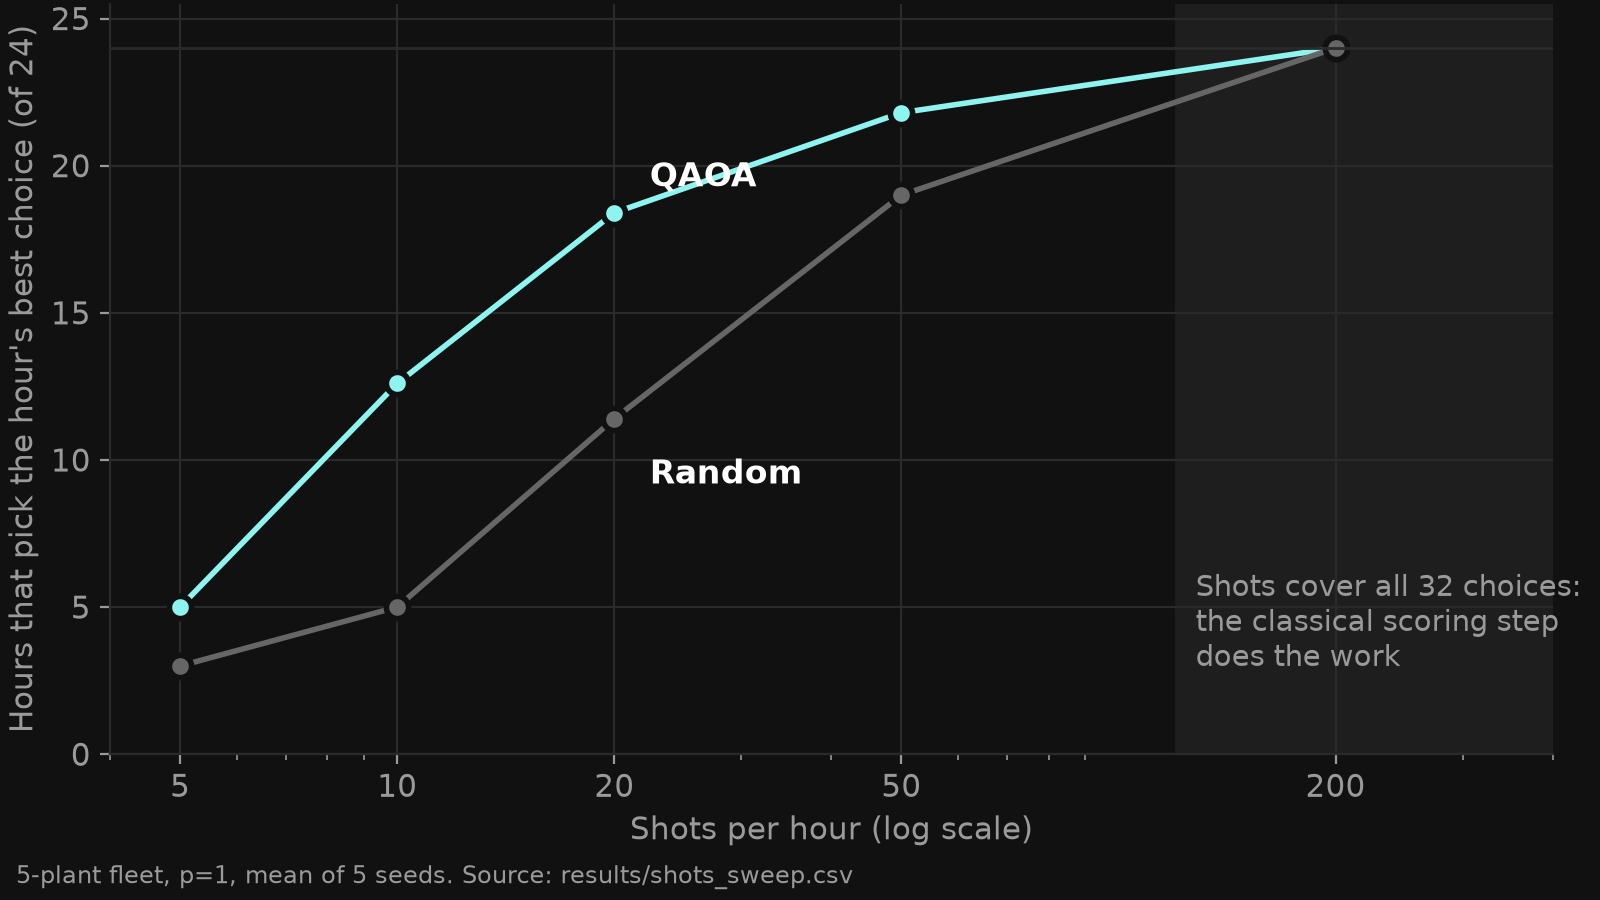 Hours that pick the hour's best choice (of 24)
25
20
15
10
5
0
QAOA
Random
Shots cover all 32 choices:
the classical scoring step
does the work
5 10 20 50 200
Shots per hour (log scale)
5-plant fleet, p=1, mean of 5 seeds. Source: results/shots_sweep.csv